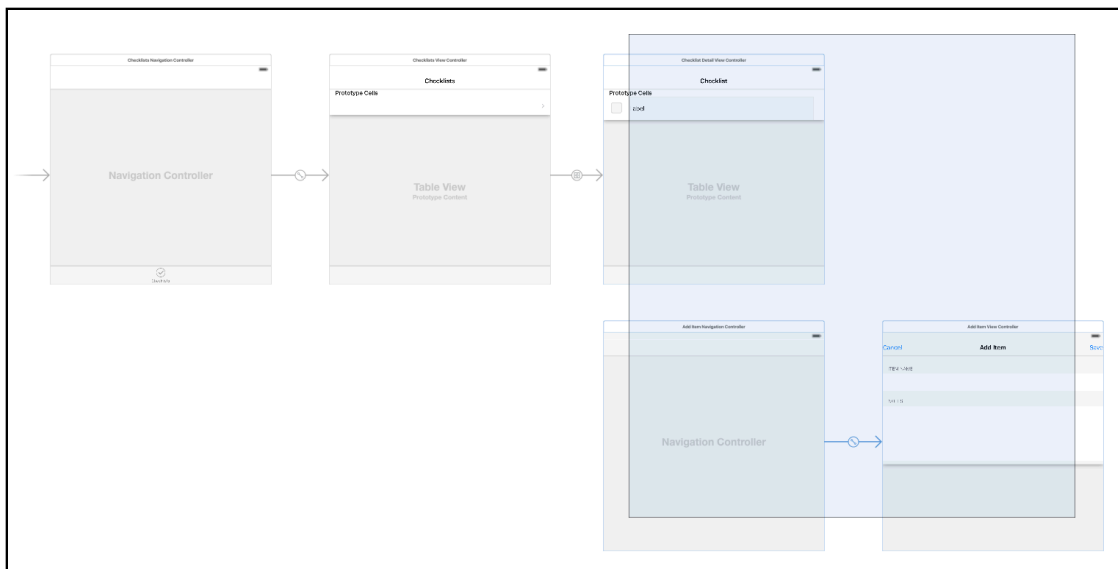 Checklists Navigation Controller
Navigation Controller
Checklists View Controller
Checklists
Prototype Cells
Table View
Prototype Content
Checklist Detail View Controller
Checklist
Prototype Cells
Table View
Prototype Content
Add Item Navigation Controller
Navigation Controller
Add Item View Controller
Cancel Add Item Save
ITEM NAME